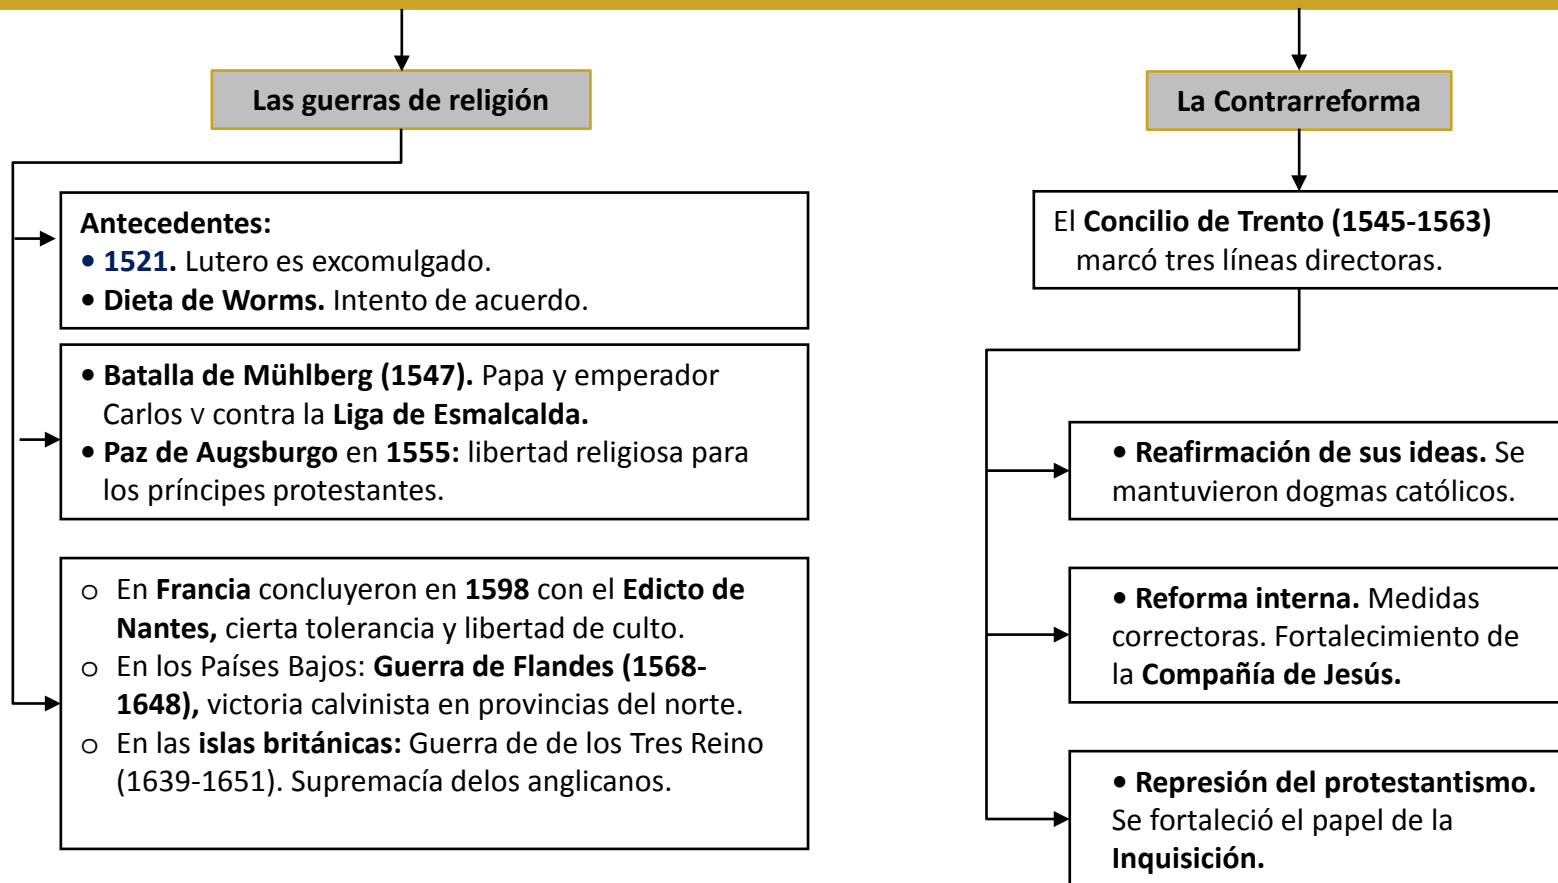 Las guerras de religión
Antecedentes:
• 1521. Lutero es excomulgado.
• Dieta de Worms. Intento de acuerdo.
• Batalla de Mühlberg (1547). Papa y emperador
Carlos V contra la Liga de Esmalcalda.
• Paz de Augsburgo en 1555: libertad religiosa para
los príncipes protestantes.
o En Francia concluyeron en 1598 con el Edicto de
Nantes, cierta tolerancia y libertad de culto.
o En los Países Bajos: Guerra de Flandes (1568-
1648), victoria calvinista en provincias del norte.
o En las islas británicas: Guerra de de los Tres Reino
(1639-1651). Supremacía delos anglicanos.
La Contrarreforma
El Concilio de Trento (1545-1563)
marcó tres líneas directoras.
• Reafirmación de sus ideas. Se
mantuvieron dogmas católicos.
• Reforma interna. Medidas
correctoras. Fortalecimiento de
la Compañía de Jesús.
• Represión del protestantismo.
Se fortaleció el papel de la
Inquisición.